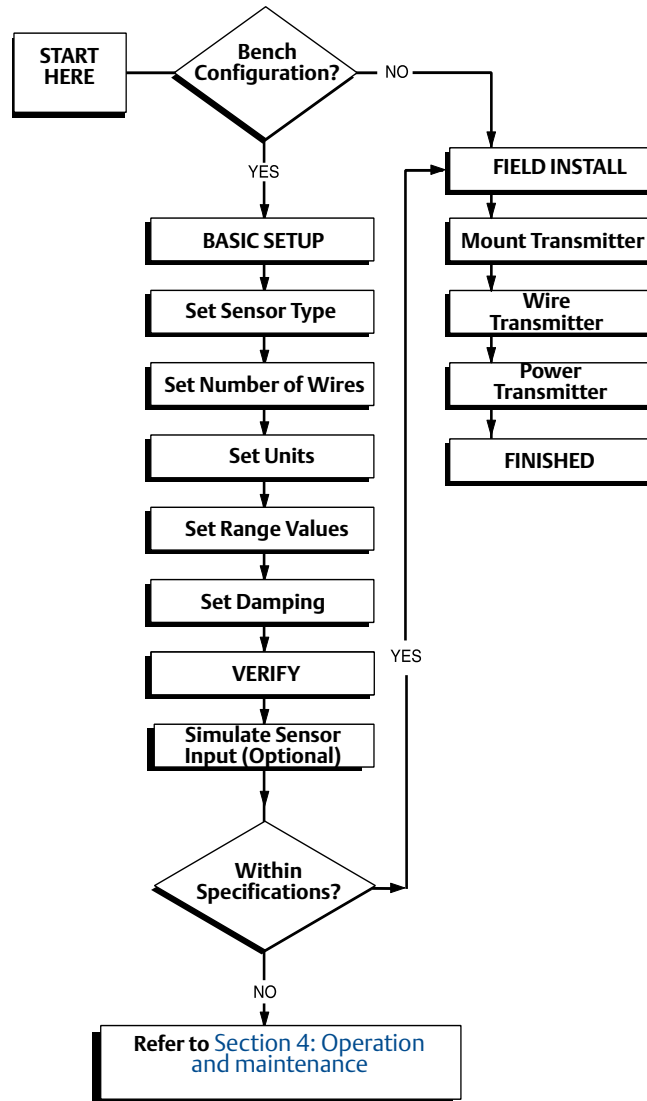 START
HERE
Bench
Configuration?
NO
YES
BASIC SETUP
Set Sensor Type
Set Number of Wires
Set Units
Set Range Values
Set Damping
VERIFY
Simulate Sensor
Input (Optional)
Within
Specifications?
YES
NO
Refer to Section 4: Operation
and maintenance
FIELD INSTALL
Mount Transmitter
Wire
Transmitter
Power
Transmitter
FINISHED